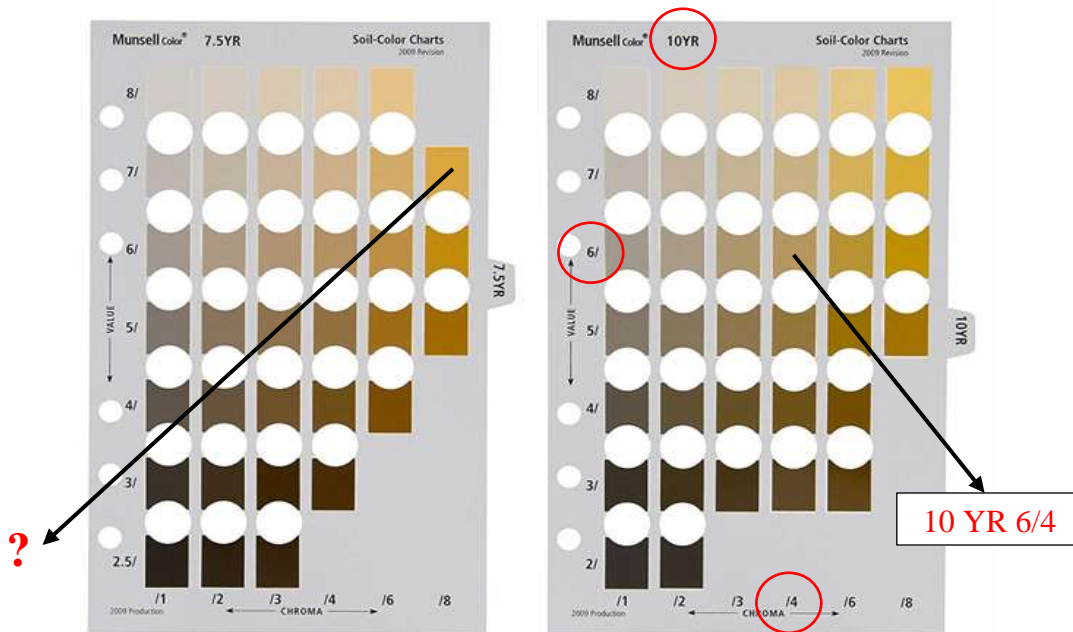 Munsell Color® 7.5YR Soil-Color Charts
2009 Revision
8/
7/
6/
5/
4/
3/
2.5/
VALUE
7.5YR
/1 /2 /3 /4 /6 /8
2009 Production
CHROMA
?
Munsell Color® 10YR Soil-Color Charts
2009 Revision
8/
7/
6/
5/
4/
3/
2/
VALUE
10YR
/1 /2 /3 /4 /6 /8
2009 Production
CHROMA
10 YR 6/4